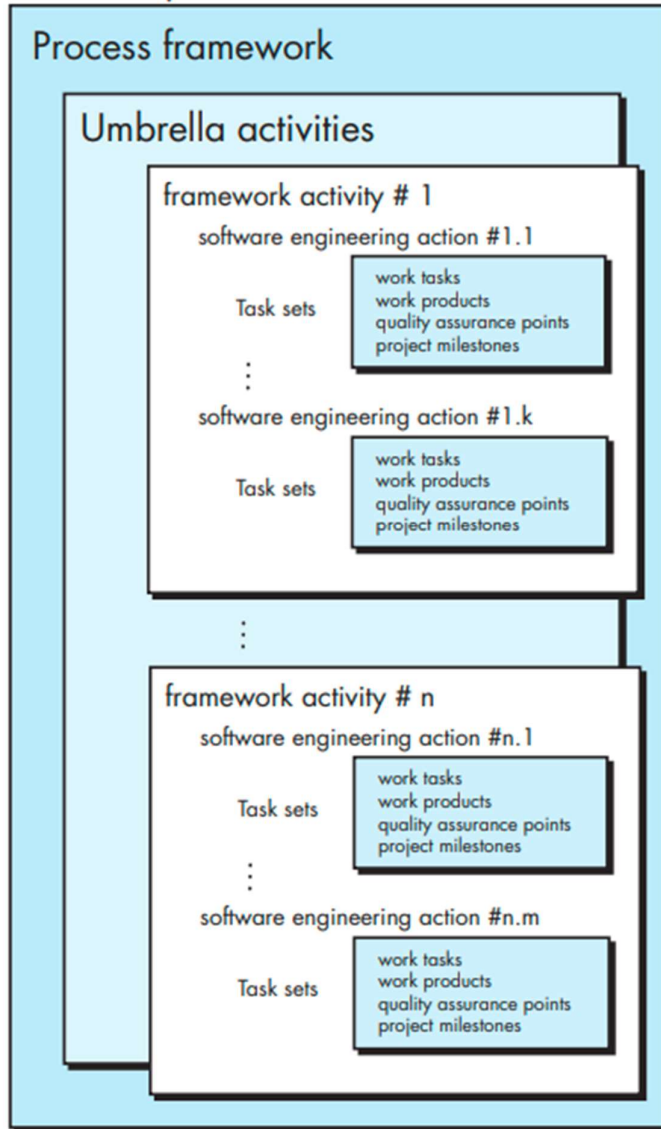 Process framework
Umbrella activities
framework activity # 1
software engineering action #1.1
Task sets
work tasks
work products
quality assurance points
project milestones
software engineering action #1.k
Task sets
work tasks
work products
quality assurance points
project milestones
framework activity # n
software engineering action #n.1
Task sets
work tasks
work products
quality assurance points
project milestones
software engineering action #n.m
Task sets
work tasks
work products
quality assurance points
project milestones